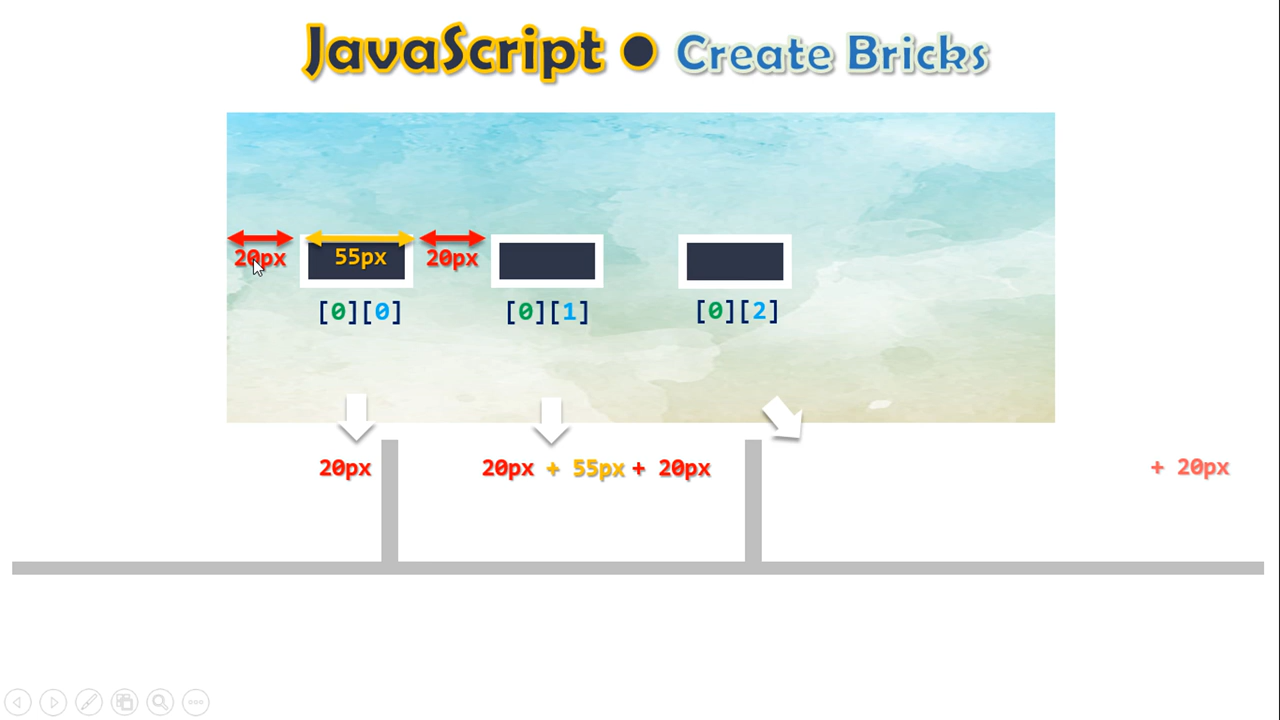 JavaScript ● Create Bricks
20px 55px 20px
[0][0] [0][1] [0][2]
20px 20px + 55px + 20px + 20px